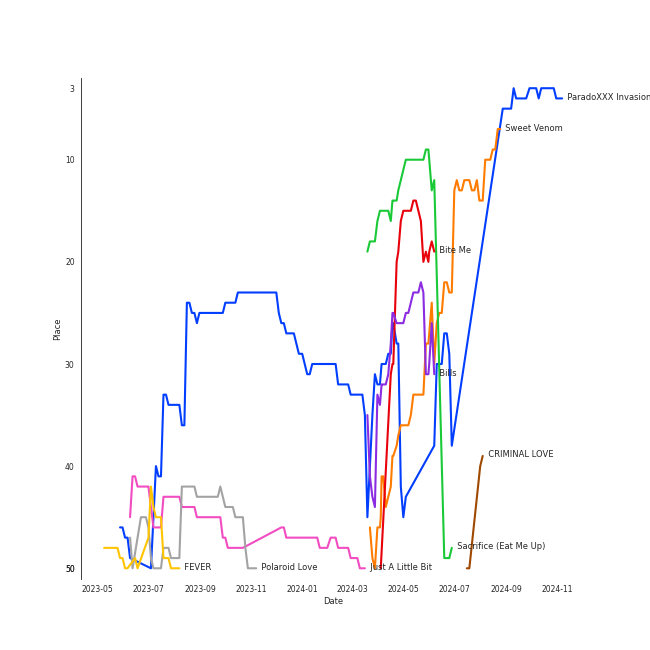 3
ParadoXXX Invasion
Sweet Venom
10
Bite Me
20
Place
30
Bills
CRIMINAL LOVE
40
Sacrifice (Eat Me Up)
50
FEVER
Polaroid Love
Just A Little Bit
2023-05 2023-07 2023-09 2023-11 2024-01 2024-03 2024-05 2024-07 2024-09 2024-11
Date